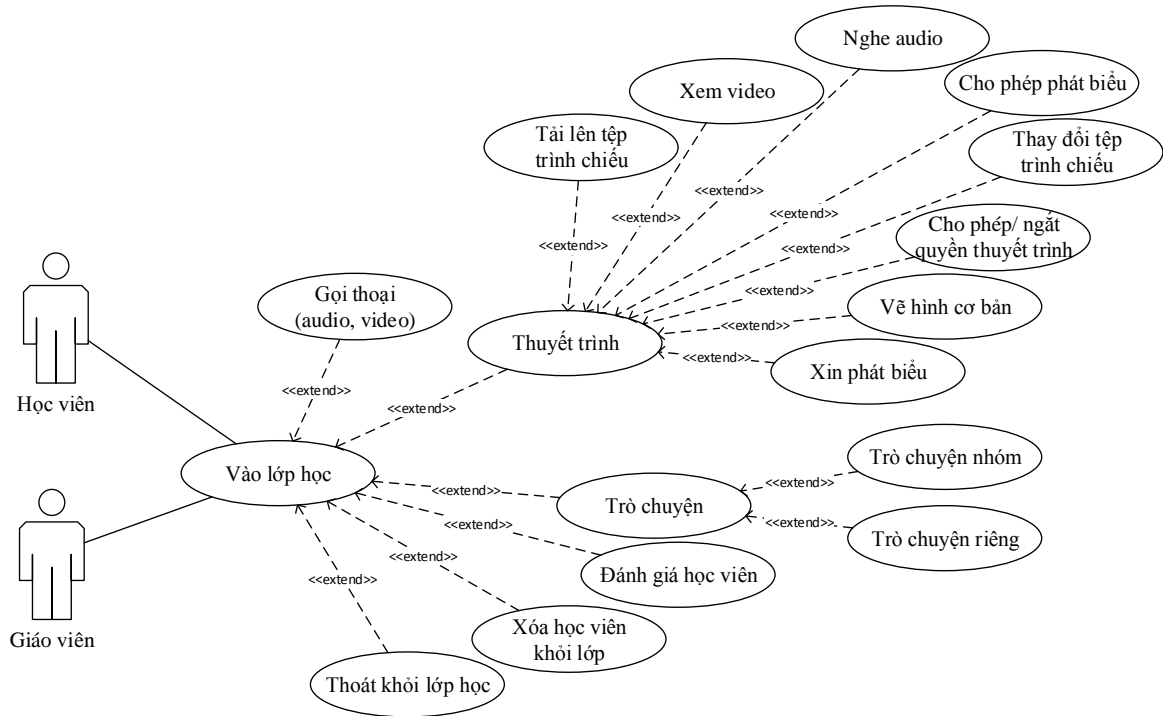 Nghe audio
Xem video
Cho phép phát biểu
Tải lên tệp
trình chiếu
Thay đổi tệp
trình chiếu
<<extend>>
<<extend>>
<<extend>>
<<extend>>
<<extend>>
<<extend>>
Cho phép/ ngắt
quyền thuyết trình
Gọi thoại
(audio, video)
Vẽ hình cơ bản
<<extend>>
Thuyết trình
<<extend>>
Xin phát biểu
Học viên
<<extend>>
<<extend>>
Vào lớp học
Trò chuyện nhóm
<<extend>>
<<extend>>
Trò chuyện
<<extend>>
<<extend>>
Trò chuyện riêng
<<extend>>
<<extend>>
Đánh giá học viên
Giáo viên
Xóa học viên
khỏi lớp
Thoát khỏi lớp học